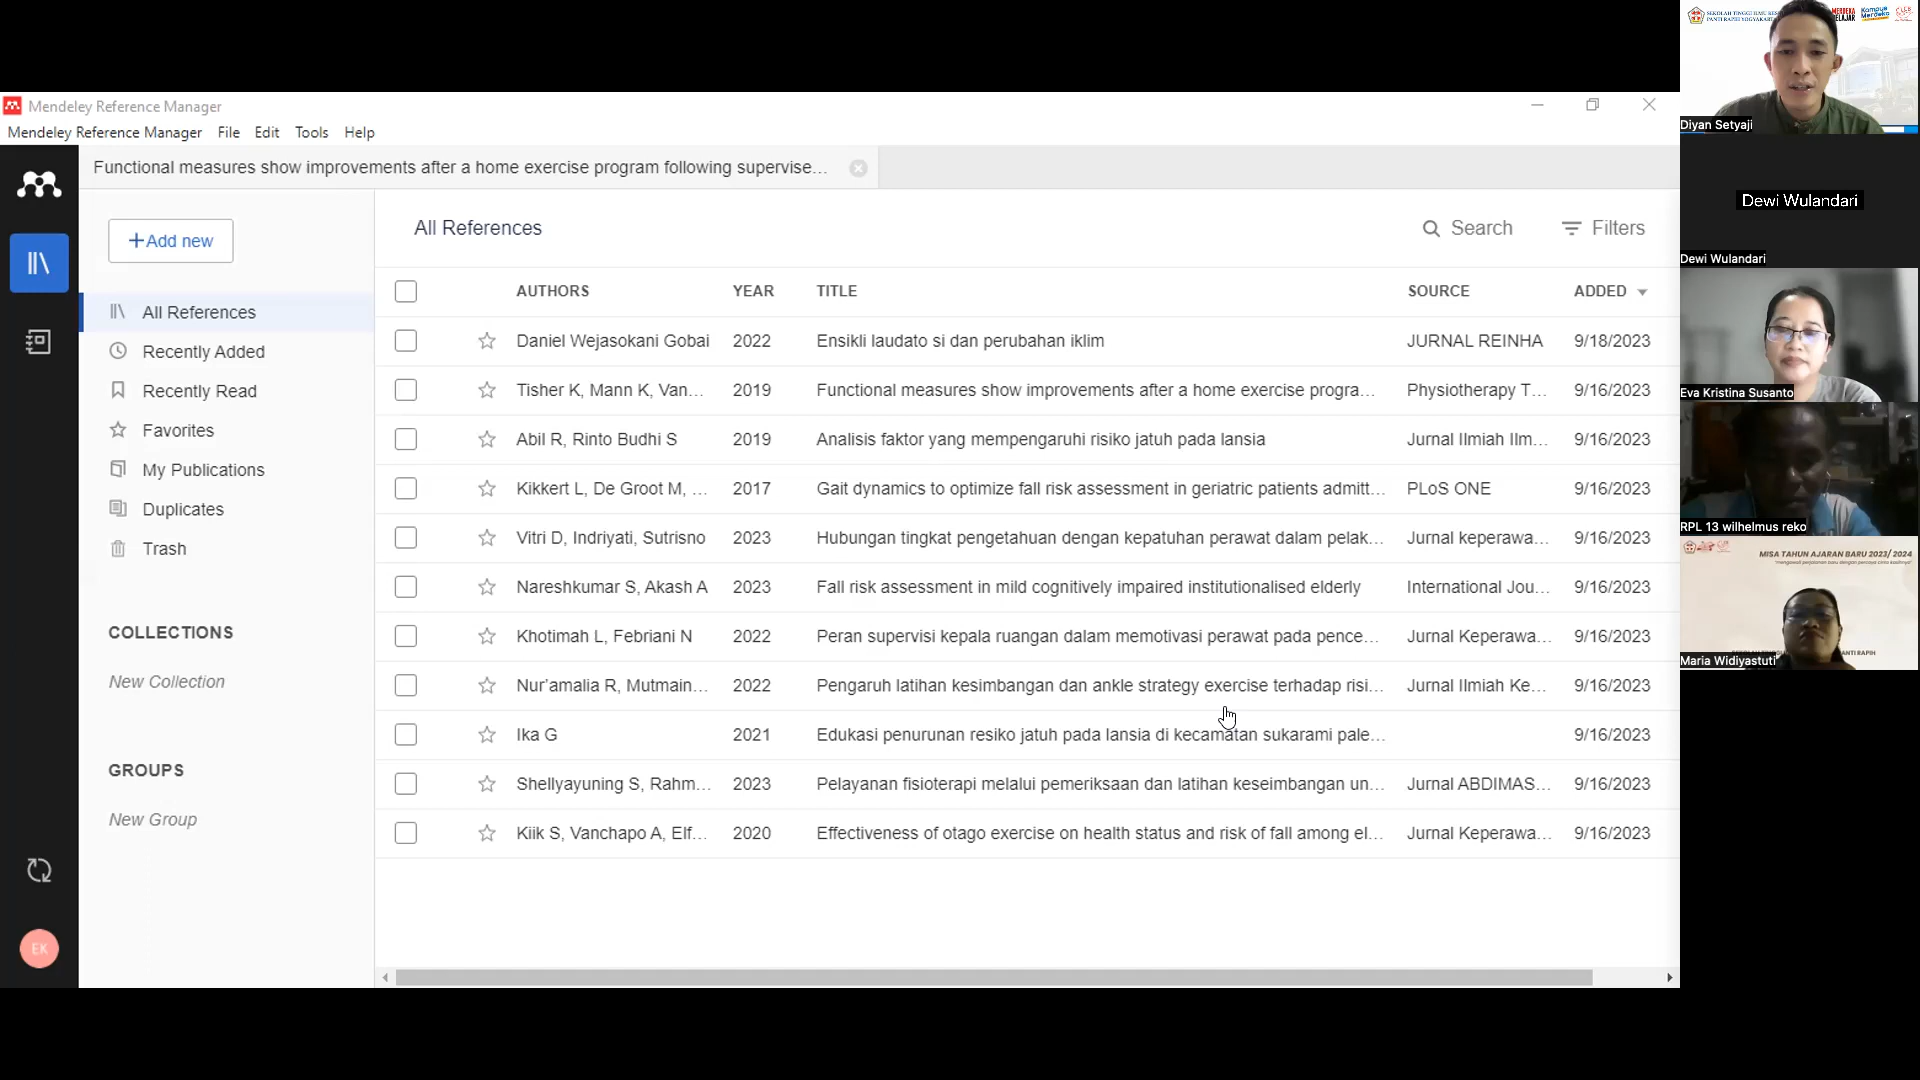 Mendeley Reference Manager
Mendeley Reference Manager File Edit Tools Help
Functional measures show improvements after a home exercise program following supervise...
+Add new
All References
Recently Added
Recently Read
Favorites
My Publications
Duplicates
Trash
COLLECTIONS
New Collection
GROUPS
New Group
EK
All References
Search
Filters
AUTHORS YEAR TITLE SOURCE ADDED
Daniel Wejasokani Gobai 2022 Ensikli laudato si dan perubahan iklim JURNAL REINHA 9/18/2023
Tisher K, Mann K, Van... 2019 Functional measures show improvements after a home exercise progra... Physiotherapy T... 9/16/2023
Abil R, Rinto Budhi S 2019 Analisis faktor yang mempengaruhi risiko jatuh pada lansia Jurnal Ilmiah Ilm... 9/16/2023
Kikkert L, De Groot M, ... 2017 Gait dynamics to optimize fall risk assessment in geriatric patients admitt... PLoS ONE 9/16/2023
Vitri D, Indriyati, Sutrisno 2023 Hubungan tingkat pengetahuan dengan kepatuhan perawat dalam pelak... Jurnal keperawa... 9/16/2023
Nareshkumar S, Akash A 2023 Fall risk assessment in mild cognitively impaired institutionalised elderly International Jou... 9/16/2023
Khotimah L, Febriani N 2022 Peran supervisi kepala ruangan dalam memotivasi perawat pada pence... Jurnal Keperawa... 9/16/2023
Nur'amalia R, Mutmain... 2022 Pengaruh latihan kesimbangan dan ankle strategy exercise terhadap risi... Jurnal Ilmiah Ke... 9/16/2023
Ika G 2021 Edukasi penurunan resiko jatuh pada lansia di kecamatan sukarami pale... 9/16/2023
Shellyayuning S, Rahm... 2023 Pelayanan fisioterapi melalui pemeriksaan dan latihan keseimbangan un... Jurnal ABDIMAS... 9/16/2023
Kiik S, Vanchapo A, Elf... 2020 Effectiveness of otago exercise on health status and risk of fall among el... Jurnal Keperawa... 9/16/2023
SEKOLAH TINGGI ILMU KES
PANTI RAPIH YOGYAKARTA
Kampus
Merdeka
Diyan Setyaji
Dewi Wulandari
Dewi Wulandari
Eva Kristina Susanto
RPL 13 wilhelmus reko
MISA TAHUN AJARAN BARU 2023/ 2024
ANTI RAPIH
Maria Widiyastuti